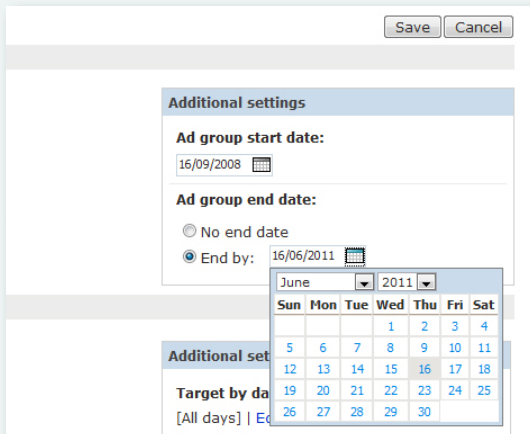 Save Cancel
Additional settings
Ad group start date:
16/09/2008
Ad group end date:
No end date
End by: 16/06/2011
June 2011
Sun Mon Tue Wed Thu Fri Sat
1 2 3 4
5 6 7 8 9 10 11
12 13 14 15 16 17 18
19 20 21 22 23 24 25
26 27 28 29 30
Additional set
Target by da
[All days] | Ed